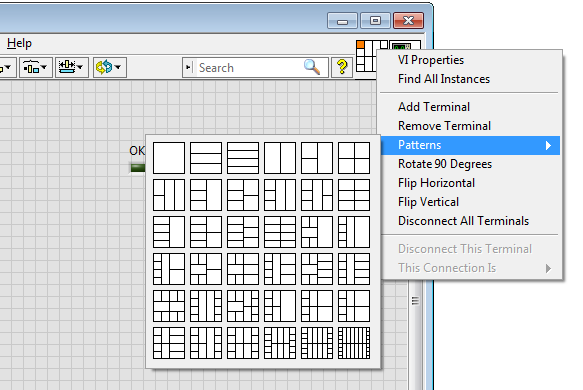 Help
Search
?
OK
VI Properties
Find All Instances
Add Terminal
Remove Terminal
Patterns
Rotate 90 Degrees
Flip Horizontal
Flip Vertical
Disconnect All Terminals
Disconnect This Terminal
This Connection Is